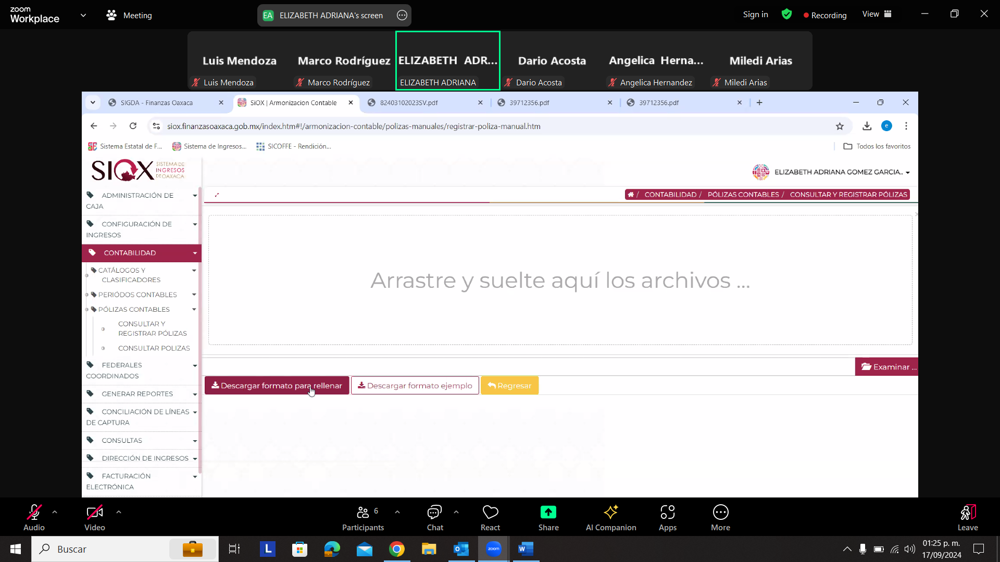 zoom
Workplace
Meeting
EA ELIZABETH ADRIANA's screen
Sign in
Recording
View
Luis Mendoza
Marco Rodríguez
ELIZABETH ADR...
Dario Acosta
Angelica Herna...
Miledi Arias
Luis Mendoza
Marco Rodríguez
ELIZABETH ADRIANA
Dario Acosta
Angelica Hernandez
Miledi Arias
SIGDA - Finanzas Oaxaca
SiOX | Armonizacion Contable
82403102023SV.pdf
39712356.pdf
39712356.pdf
siox.finanzasoaxaca.gob.mx/index.htm#!/armonizacion-contable/polizas-manuales/registrar-poliza-manual.htm
e
Sistema Estatal de F...
Sistema de Ingresos...
SICOFFE - Rendición...
Todos los favoritos
SIOX
SISTEMA DE
INGRESOS
DE OAXACA
ELIZABETH ADRIANA GOMEZ GARCIA..
/ CONTABILIDAD / PÓLIZAS CONTABLES / CONSULTAR Y REGISTRAR PÓLIZAS
ADMINISTRACIÓN DE
CAJA
CONFIGURACIÓN DE
INGRESOS
CONTABILIDAD
CATÁLOGOS Y
CLASIFICADORES
PERIÓDOS CONTABLES
PÓLIZAS CONTABLES
CONSULTAR Y
REGISTRAR PÓLIZAS
CONSULTAR POLIZAS
FEDERALES
COORDINADOS
GENERAR REPORTES
CONCILIACIÓN DE LÍNEAS
DE CAPTURA
CONSULTAS
DIRECCIÓN DE INGRESOS
FACTURACIÓN
ELECTRÓNICA
Arrastre y suelte aquí los archivos ...
Examinar ...
Descargar formato para rellenar
Descargar formato ejemplo
Regresar
Audio
Video
6
Participants
Chat
React
Share
AI Companion
Apps
More
Leave
Buscar
L
zoom
W
01:25 p. m.
17/09/2024